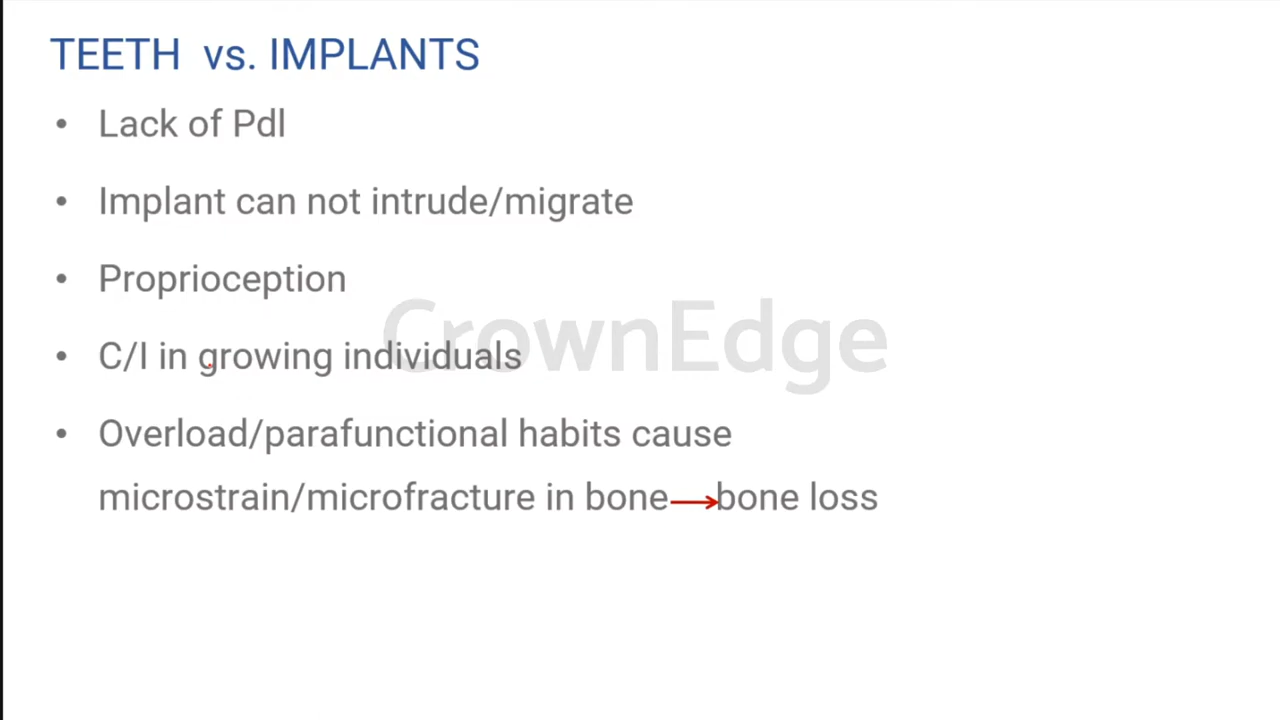 TEETH vs. IMPLANTS
• Lack of Pdl
• Implant can not intrude/migrate
• Proprioception
• C/I in growing individuals
• Overload/parafunctional habits cause
microstrain/microfracture in bone→bone loss
CrownEdge